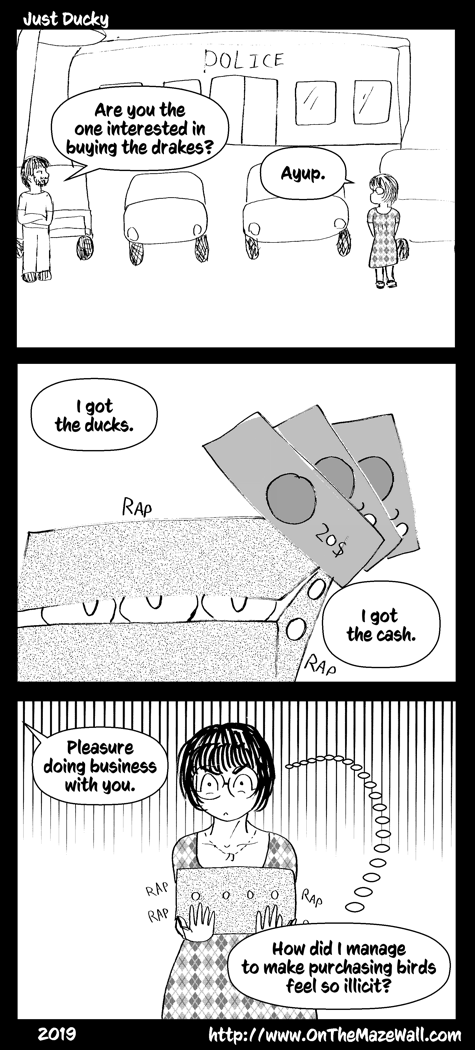 Just Ducky
POLICE
Are you the
one interested in
buying the drakes?
Ayup.
I got
the ducks.
RAP
20$
20
I got
the cash.
RAP
Pleasure
doing business
with you.
RAP
RAP
RAP
How did I manage
to make purchasing birds
feel so illicit?
2019
http://www.OnTheMazeWall.com